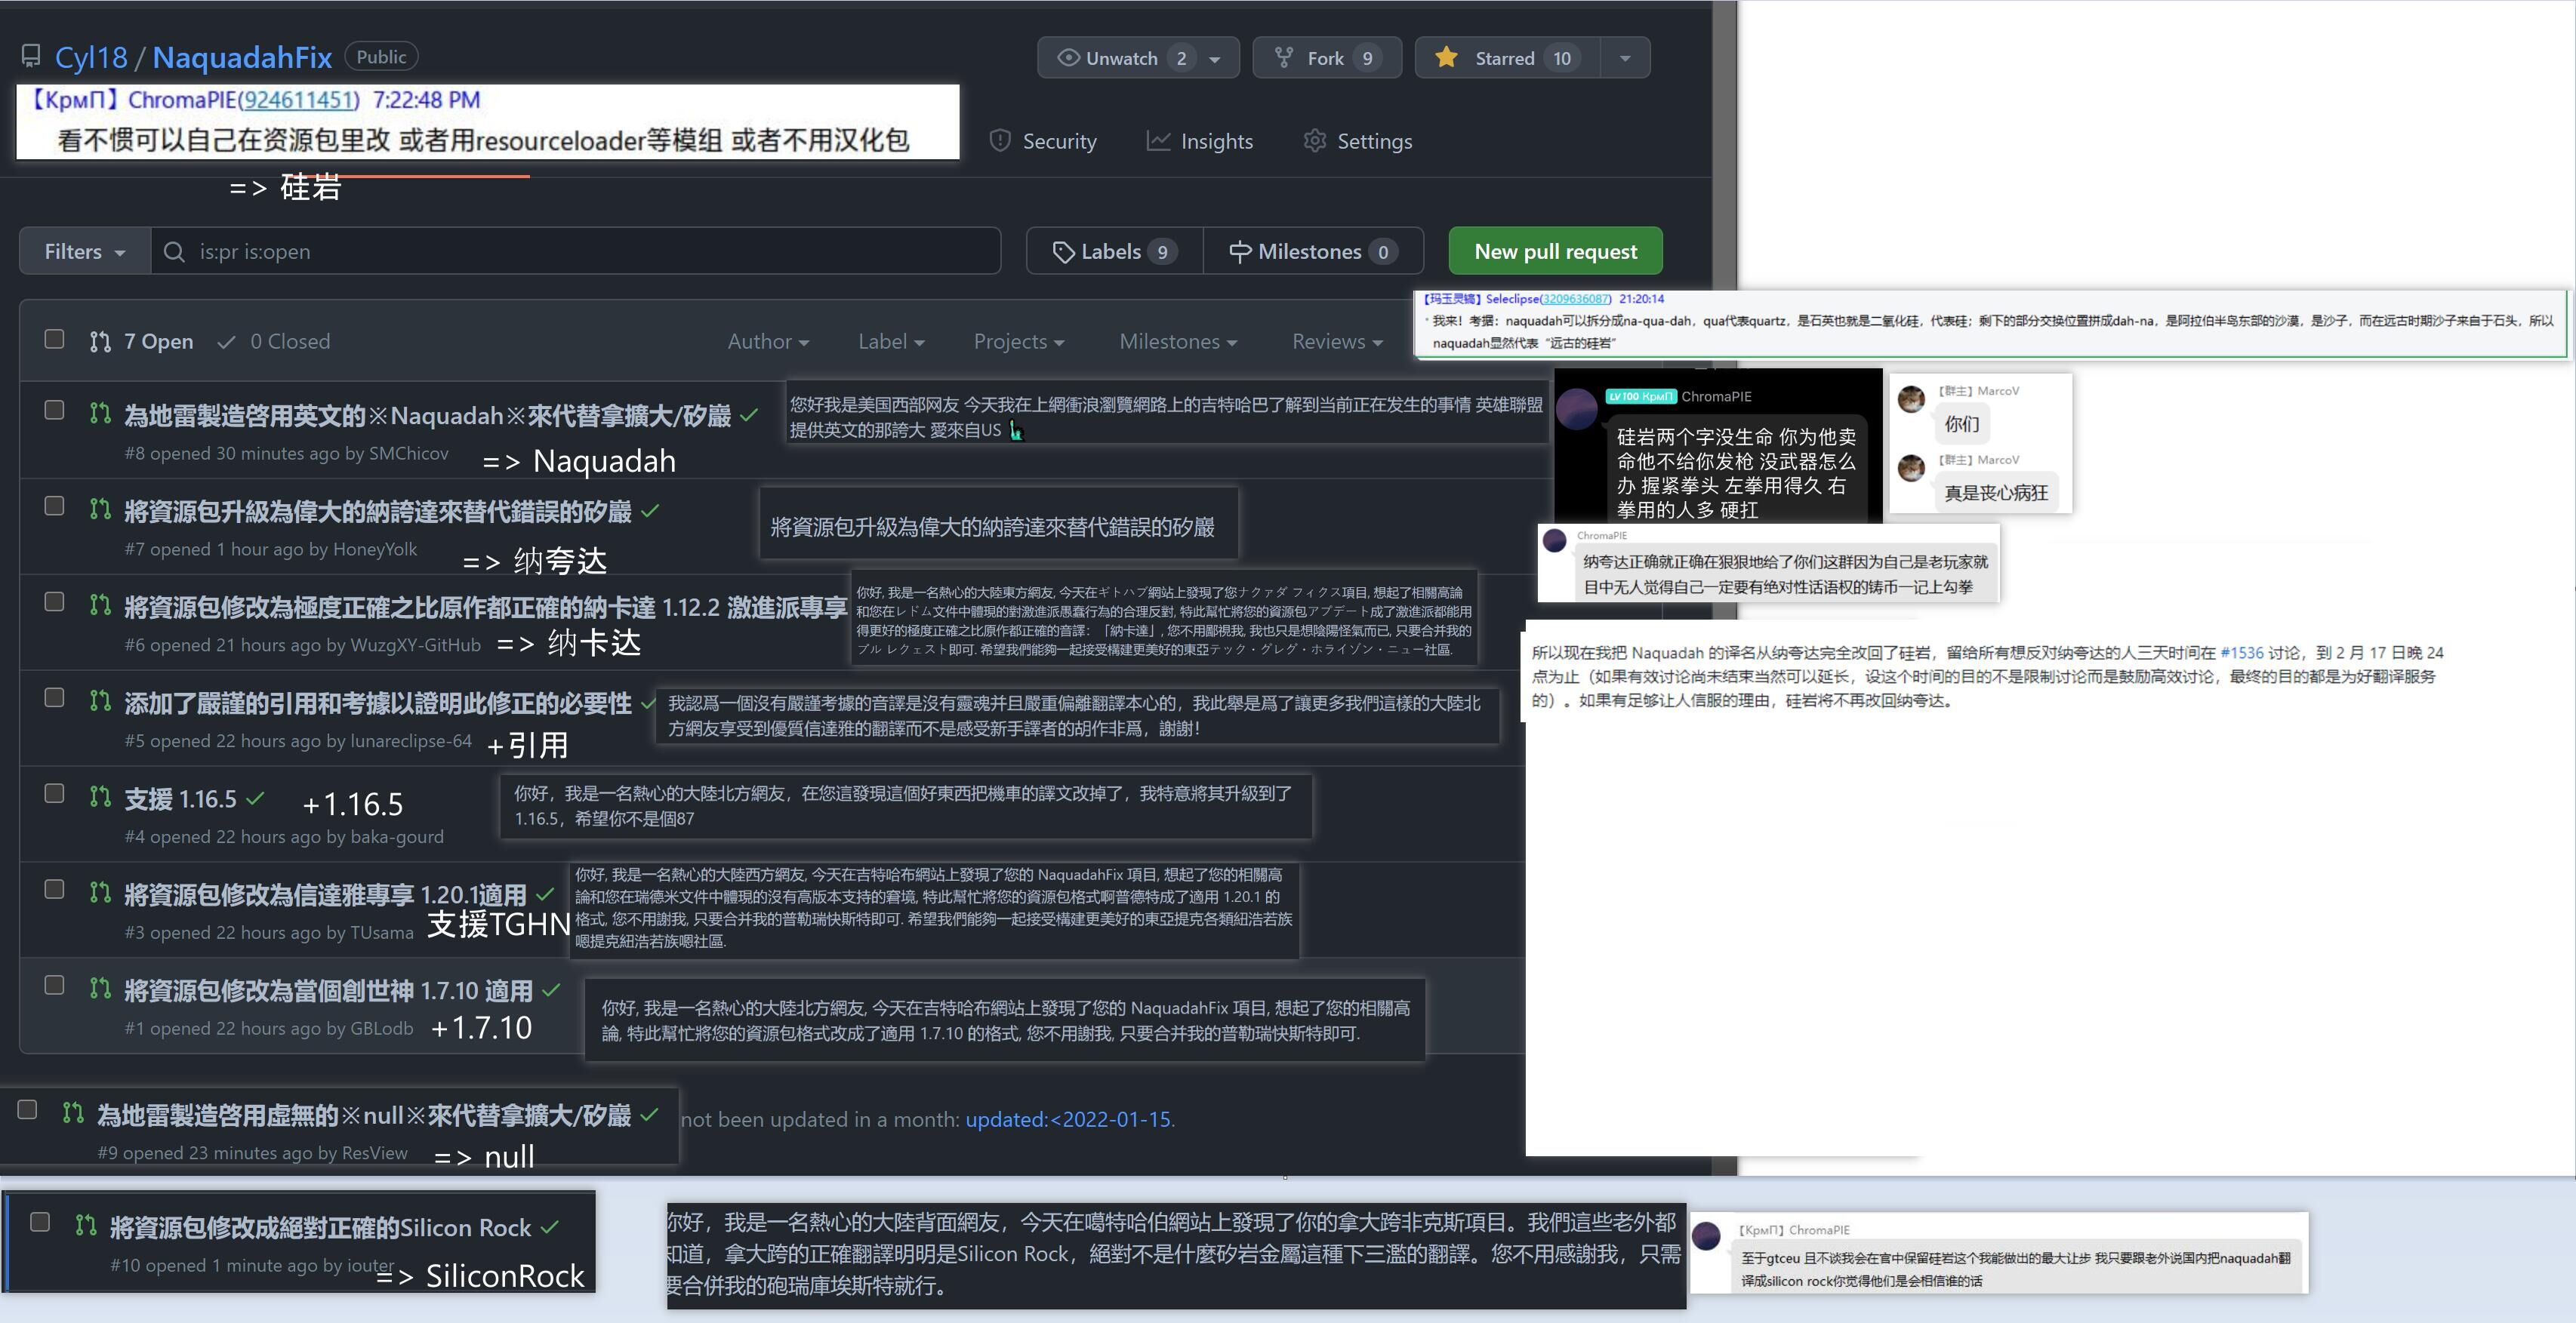 Cyl18 / NaquadahFix Public
Unwatch 2
Fork 9
Starred 10
【КрмП】ChromaPIE(924611451) 7:22:48 PM
看不惯可以自己在资源包里改 或者用resourceloader等模组 或者不用汉化包
Security
Insights
Settings
=> 硅岩
Filters
is:pr is:open
Labels 9
Milestones 0
New pull request
7 Open
0 Closed
Author
Label
Projects
Milestones
Reviews
【玛玉灵镐】Seleclipse(3209636087) 21:20:14
我来！考据：naquadah可以拆分成na-qua-dah，qua代表quartz，是石英也就是二氧化硅，代表硅；剩下的部分交换位置拼成dah-na，是阿拉伯半岛东部的沙漠，是沙子，而在远古时期沙子来自于石头，所以
naquadah显然代表“远古的硅岩”
為地雷製造啓用英文的※Naquadah※來代替拿擴大/矽巖
#8 opened 30 minutes ago by SMChicov
=> Naquadah
您好我是美国西部网友 今天我在上網衝浪瀏覽網路上的吉特哈巴了解到当前正在发生的事情 英雄聯盟
提供英文的那誇大 愛來自US
LV100 КрмП ChromaPIE
硅岩两个字没生命 你为他卖
命他不给你发枪 没武器怎么
办 握紧拳头 左拳用得久 右
拳用的人多 硬扛
【群主】MarcoV
你们
【群主】MarcoV
真是丧心病狂
將資源包升級為偉大的納誇達來替代錯誤的矽巖
#7 opened 1 hour ago by HoneyYolk
=> 纳夸达
將資源包升級為偉大的納誇達來替代錯誤的矽巖
ChromaPIE
纳夸达正确就正确在狠狠地给了你们这群因为自己是老玩家就
目中无人觉得自己一定要有绝对性话语权的铸币一记上勾拳
將資源包修改為極度正確之比原作都正確的納卡達 1.12.2 激進派專享
#6 opened 21 hours ago by WuzgXY-GitHub
=> 纳卡达
你好, 我是一名熱心的大陸東方網友, 今天在ギトハブ網站上發現了您ナクァダ フィクス項目, 想起了相關高論
和您在レドム文件中體現的對激進派愚蠢行為的合理反對, 特此幫忙將您的資源包アプデート成了激進派都能用
得更好的極度正確之比原作都正確的音譯：「納卡達」, 您不用鄙視我, 我也只是想陰陽怪氣而已, 只要合并我的
プル レクェスト即可. 希望我們能夠一起接受構建更美好的東亞テック・グレグ・ホライゾン・ニュー社區.
所以现在我把 Naquadah 的译名从纳夸达完全改回了硅岩，留给所有想反对纳夸达的人三天时间在 #1536 讨论，到 2 月 17 日晚 24
点为止（如果有效讨论尚未结束当然可以延长，设这个时间的目的不是限制讨论而是鼓励高效讨论，最终的目的都是为好翻译服务
的）。如果有足够让人信服的理由，硅岩将不再改回纳夸达。
添加了嚴謹的引用和考據以證明此修正的必要性
#5 opened 22 hours ago by lunareclipse-64
+引用
我認爲一個沒有嚴謹考據的音譯是沒有靈魂并且嚴重偏離翻譯本心的，我此舉是爲了讓更多我們這樣的大陸北
方網友享受到優質信達雅的翻譯而不是感受新手譯者的胡作非爲，謝謝！
支援 1.16.5
#4 opened 22 hours ago by baka-gourd
+1.16.5
你好，我是一名熱心的大陸北方網友，在您這發現這個好東西把機車的譯文改掉了，我特意將其升級到了
1.16.5，希望你不是個87
將資源包修改為信達雅專享 1.20.1適用
#3 opened 22 hours ago by TUsama
支援TGHN
你好, 我是一名熱心的大陸西方網友, 今天在吉特哈布網站上發現了您的 NaquadahFix 項目, 想起了您的相關高
論和您在瑞德米文件中體現的沒有高版本支持的窘境, 特此幫忙將您的資源包格式啊普德特成了適用 1.20.1 的
格式, 您不用謝我, 只要合并我的普勒瑞快斯特即可. 希望我們能夠一起接受構建更美好的東亞提克各類紐浩若族
嗯提克紐浩若族嗯社區.
將資源包修改為當個創世神 1.7.10 適用
#1 opened 22 hours ago by GBLodb
+1.7.10
你好, 我是一名熱心的大陸北方網友, 今天在吉特哈布網站上發現了您的 NaquadahFix 項目, 想起了您的相關高
論, 特此幫忙將您的資源包格式改成了適用 1.7.10 的格式, 您不用謝我, 只要合并我的普勒瑞快斯特即可.
為地雷製造啓用虛無的※null※來代替拿擴大/矽巖
#9 opened 23 minutes ago by ResView
=> null
not been updated in a month: updated:<2022-01-15.
將資源包修改成絕對正確的Silicon Rock
#10 opened 1 minute ago by iouter
=> SiliconRock
你好，我是一名熱心的大陸背面網友，今天在噶特哈伯網站上發現了你的拿大跨非克斯項目。我們這些老外都
知道，拿大跨的正確翻譯明明是Silicon Rock，絕對不是什麼矽岩金屬這種下三濫的翻譯。您不用感謝我，只需
要合併我的砲瑞庫埃斯特就行。
【КрмП】ChromaPIE
至于gtceu 且不谈我会在官中保留硅岩这个我能做出的最大让步 我只要跟老外说国内把naquadah翻
译成silicon rock你觉得他们是会相信谁的话